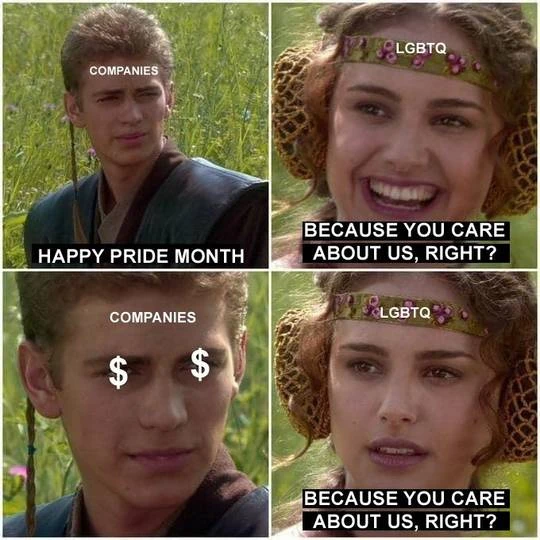 COMPANIES
HAPPY PRIDE MONTH
LGBTQ
BECAUSE YOU CARE
ABOUT US, RIGHT?
COMPANIES
$ $
LGBTQ
BECAUSE YOU CARE
ABOUT US, RIGHT?